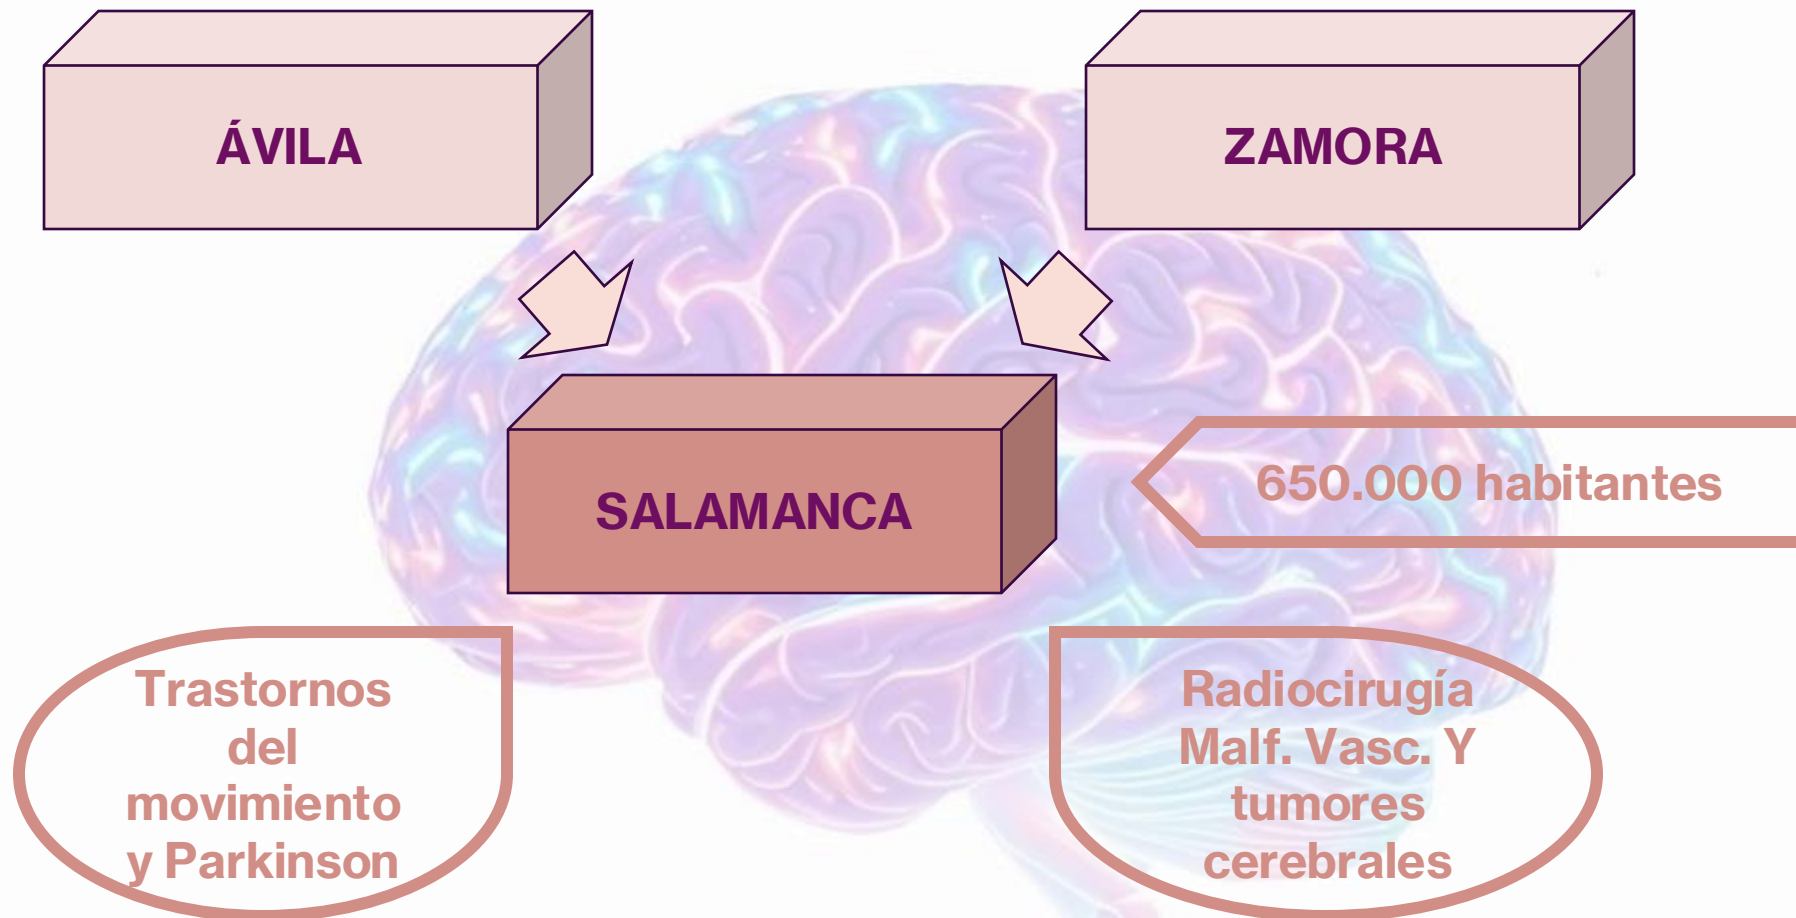 ÁVILA
ZAMORA
SALAMANCA
650.000 habitantes
Trastornos
del
movimiento
y Parkinson
Radiocirugía
Malf. Vasc. Y
tumores
cerebrales